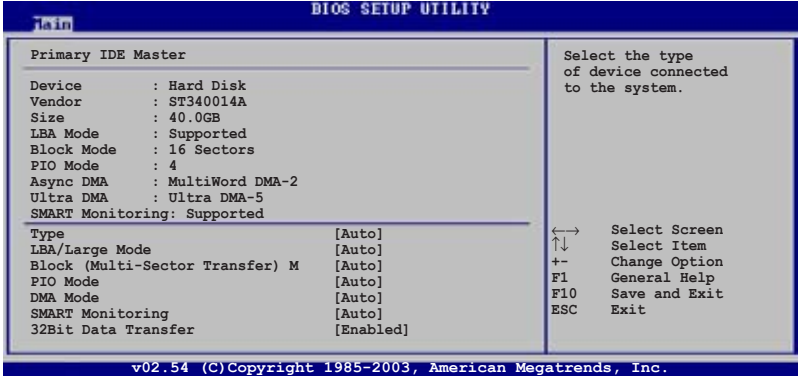 BIOS SETUP UTILITY
Main
Primary IDE Master
Device : Hard Disk
Vendor : ST340014A
Size : 40.0GB
LBA Mode : Supported
Block Mode : 16 Sectors
PIO Mode : 4
Async DMA : MultiWord DMA-2
Ultra DMA : Ultra DMA-5
SMART Monitoring: Supported
Type [Auto]
LBA/Large Mode [Auto]
Block (Multi-Sector Transfer) M [Auto]
PIO Mode [Auto]
DMA Mode [Auto]
SMART Monitoring [Auto]
32Bit Data Transfer [Enabled]
Select the type
of device connected
to the system.
←→ Select Screen
↑↓ Select Item
+- Change Option
F1 General Help
F10 Save and Exit
ESC Exit
v02.54 (C)Copyright 1985-2003, American Megatrends, Inc.